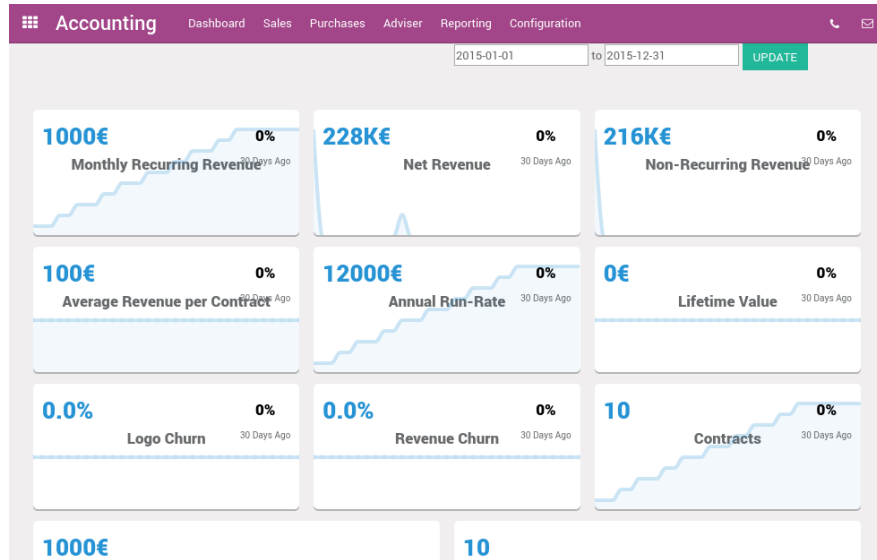 Accounting Dashboard Sales Purchases Adviser Reporting Configuration
2015-01-01 to 2015-12-31 UPDATE
1000€ 0%
Monthly Recurring Revenue 30 Days Ago
228K€ 0%
Net Revenue 30 Days Ago
216K€ 0%
Non-Recurring Revenue 30 Days Ago
100€ 0%
Average Revenue per Contract 30 Days Ago
12000€ 0%
Annual Run-Rate 30 Days Ago
0€ 0%
Lifetime Value 30 Days Ago
0.0% 0%
Logo Churn 30 Days Ago
0.0% 0%
Revenue Churn 30 Days Ago
10 0%
Contracts 30 Days Ago
1000€
10